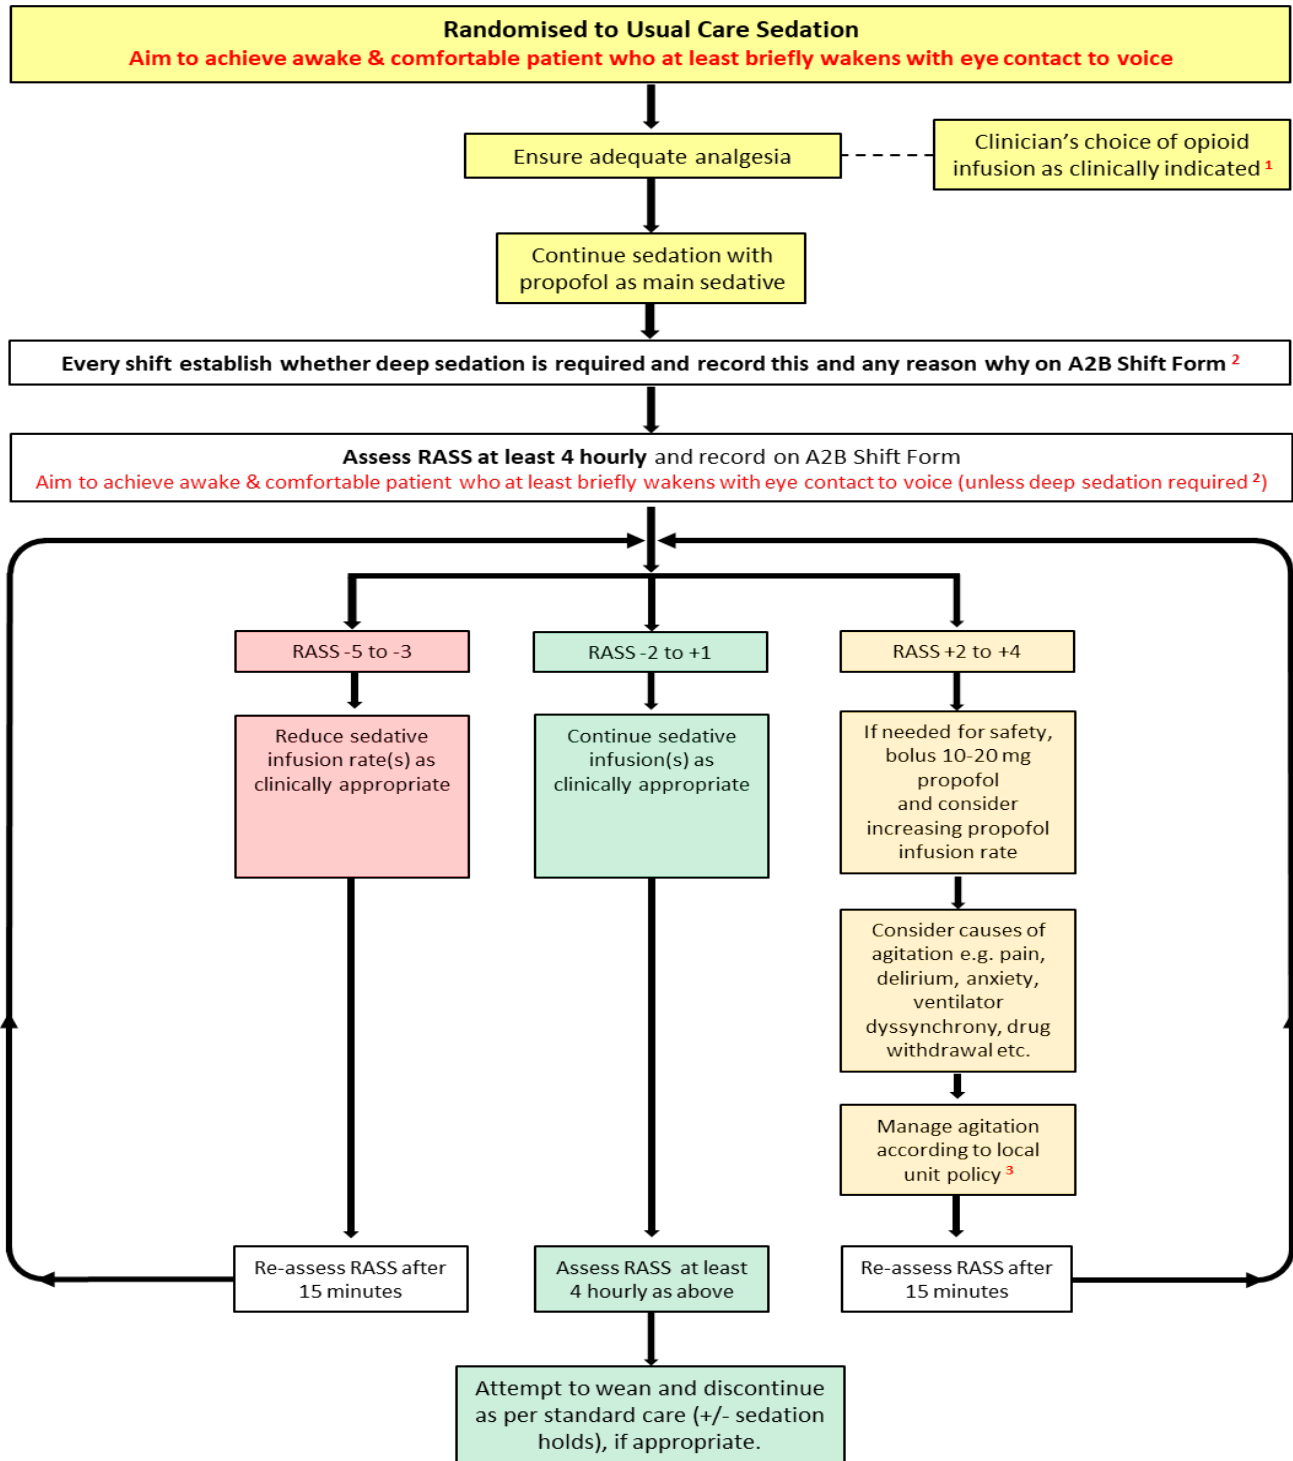 Randomised to Usual Care Sedation
Aim to achieve awake & comfortable patient who at least briefly wakens with eye contact to voice
Ensure adequate analgesia
Clinician’s choice of opioid
infusion as clinically indicated 1
Continue sedation with
propofol as main sedative
Every shift establish whether deep sedation is required and record this and any reason why on A2B Shift Form 2
Assess RASS at least 4 hourly and record on A2B Shift Form
Aim to achieve awake & comfortable patient who at least briefly wakens with eye contact to voice (unless deep sedation required 2)
RASS -5 to -3
RASS -2 to +1
RASS +2 to +4
Reduce sedative
infusion rate(s) as
clinically appropriate
Continue sedative
infusion(s) as
clinically appropriate
If needed for safety,
bolus 10-20 mg
propofol
and consider
increasing propofol
infusion rate
Consider causes of
agitation e.g. pain,
delirium, anxiety,
ventilator
dyssynchrony, drug
withdrawal etc.
Manage agitation
according to local
unit policy 3
Re-assess RASS after
15 minutes
Assess RASS at least
4 hourly as above
Re-assess RASS after
15 minutes
Attempt to wean and discontinue
as per standard care (+/- sedation
holds), if appropriate.